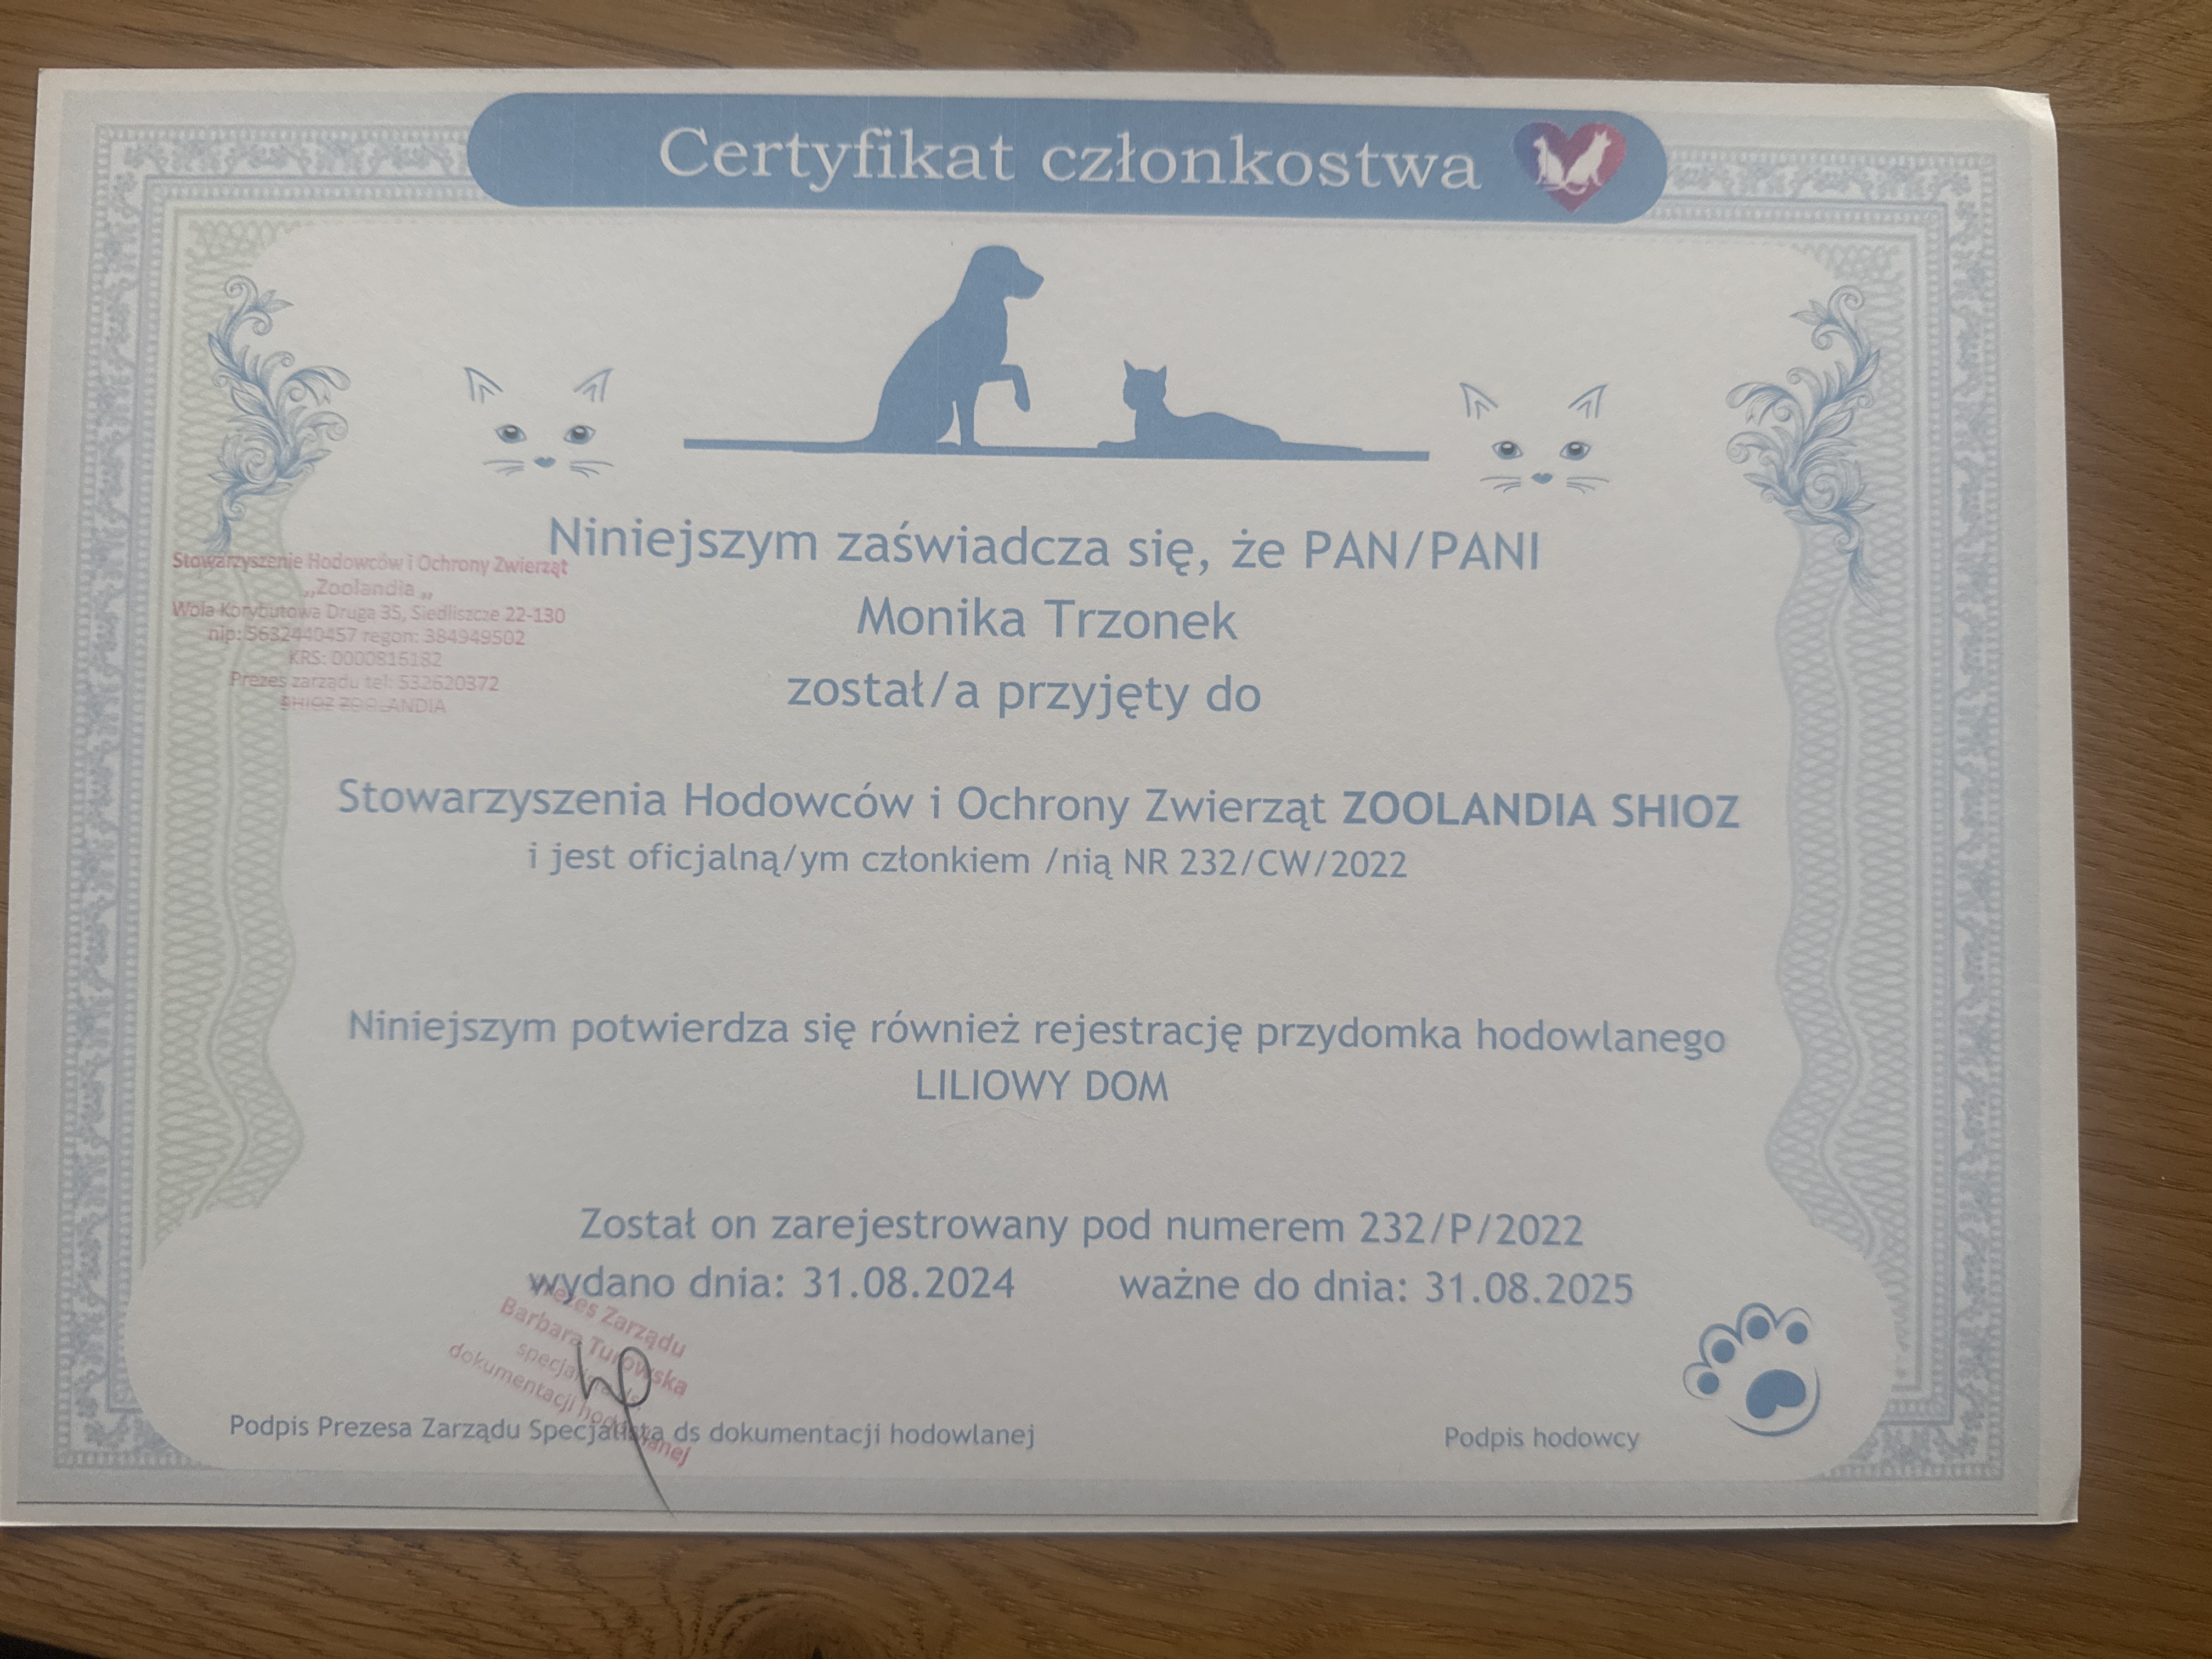 Certyfikat członkostwa
Niniejszym zaświadcza się, że PAN/PANI
Monika Trzonek
został/a przyjęty do
Stowarzyszenie Hodowców i Ochrony Zwierząt
,,Zoolandia ,,
Wola Korybutowa Druga 35, Siedliszcze 22-130
nip: 5632440457 regon: 384949502
KRS: 0000815182
Prezes zarządu tel: 532620372
SHIOZ ZOOLANDIA
Stowarzyszenia Hodowców i Ochrony Zwierząt ZOOLANDIA SHIOZ
i jest oficjalną/ym członkiem /nią NR 232/CW/2022
Niniejszym potwierdza się również rejestrację przydomka hodowlanego
LILIOWY DOM
Został on zarejestrowany pod numerem 232/P/2022
wydano dnia: 31.08.2024 ważne do dnia: 31.08.2025
Prezes Zarządu
Barbara Turowska
dokumentacji hodowlanej
Podpis Prezesa Zarządu Specjalista ds dokumentacji hodowlanej
Podpis hodowcy